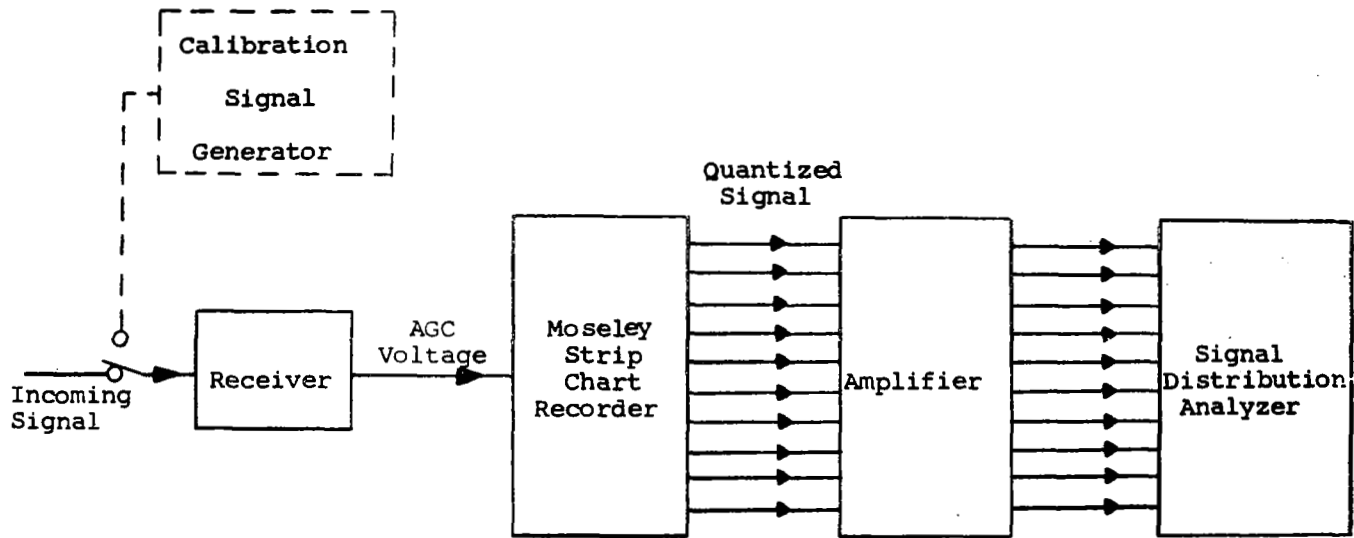 Calibration
Signal
Generator
Quantized
Signal
AGC
Voltage
Incoming
Signal
Receiver
Moseley
Strip
Chart
Recorder
Amplifier
Signal
Distribution
Analyzer